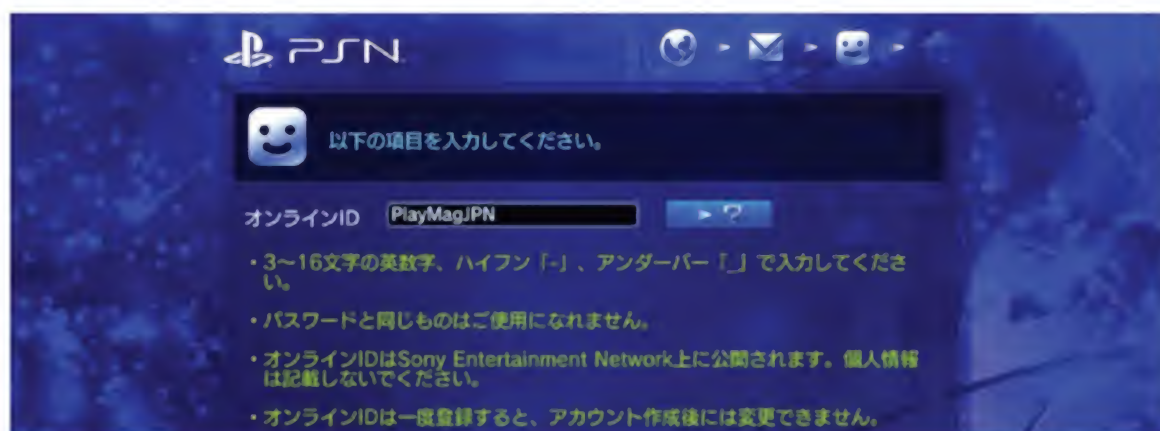 PSN
以下の項目を入力してください。
オンラインID PlayMagJPN ?
・3~16文字の英数字、ハイフン「-」、アンダーバー「_」で入力してくださ
い。
・パスワードと同じものはご使用になれません。
・オンラインIDはSony Entertainment Network上に公開されます。個人情報
は記載しないでください。
・オンラインIDは一度登録すると、アカウント作成後には変更できません。